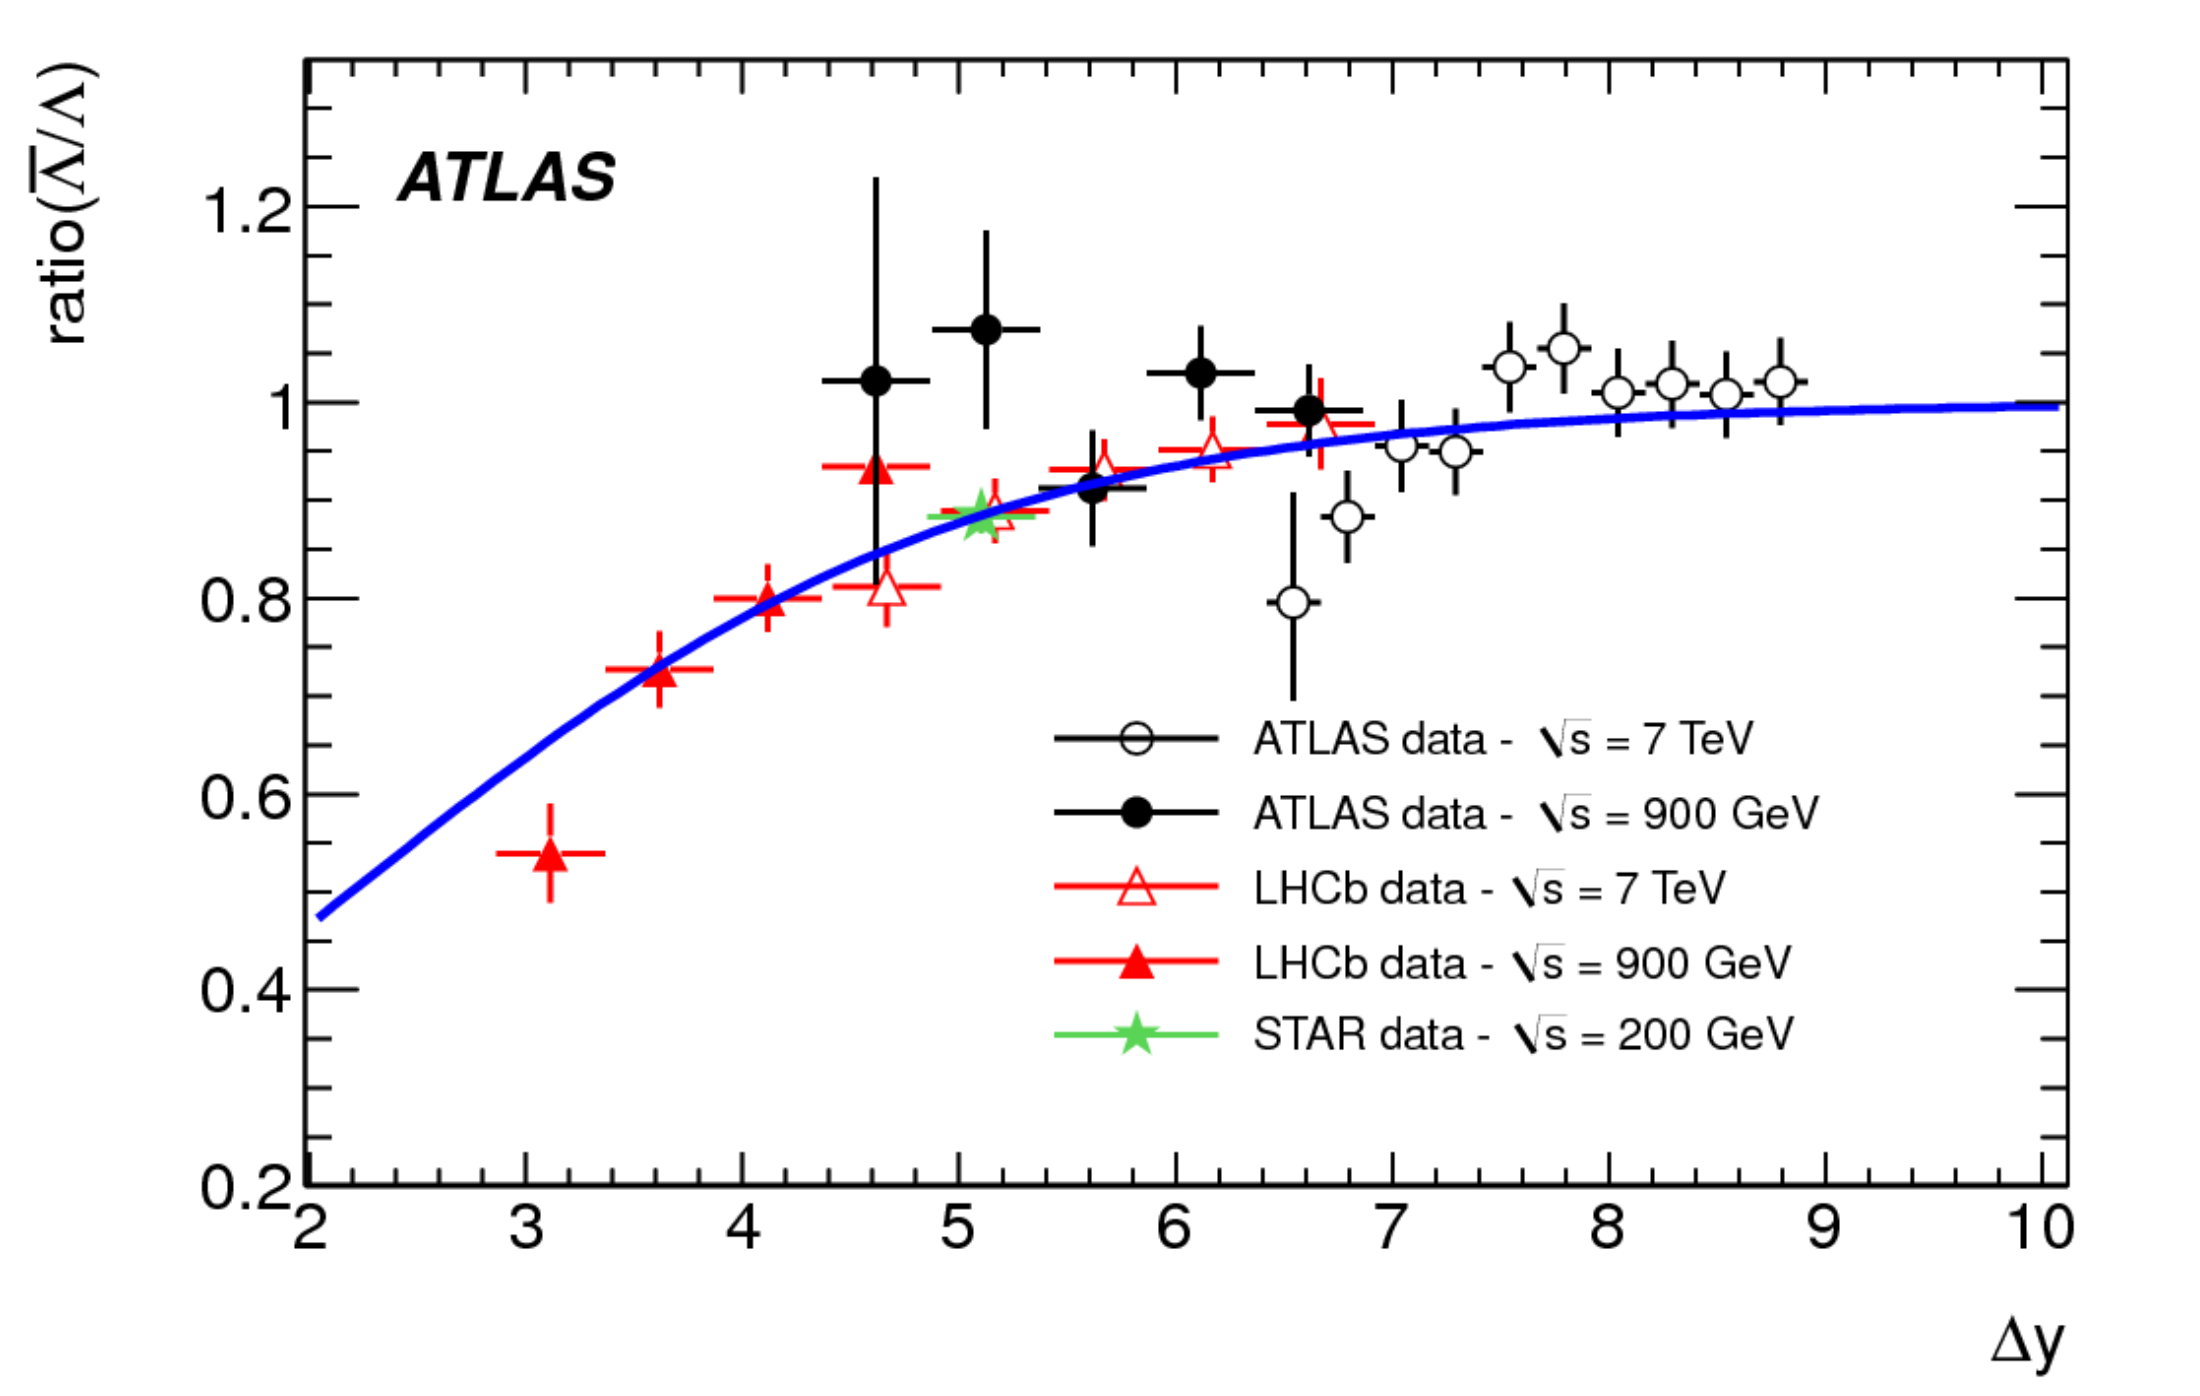 ratio(Λ̅/Λ)
ATLAS
1.2
1
0.8
0.6
0.4
0.2
ATLAS data - √s = 7 TeV
ATLAS data - √s = 900 GeV
LHCb data - √s = 7 TeV
LHCb data - √s = 900 GeV
STAR data - √s = 200 GeV
2 3 4 5 6 7 8 9 10
Δy